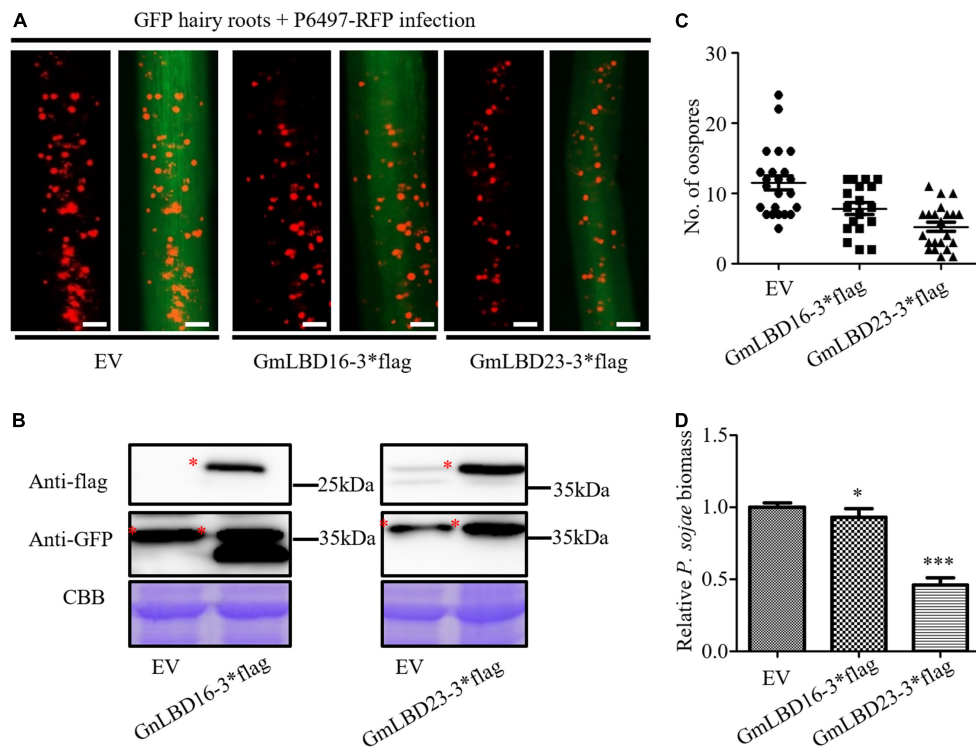 A
GFP hairy roots + P6497-RFP infection
EV
GmLBD16-3*flag
GmLBD23-3*flag
B
Anti-flag
*
25kDa
*
35kDa
Anti-GFP
* *
35kDa
* *
35kDa
CBB
EV
GnLBD16-3*flag
EV
GmLBD23-3*flag
C
No. of oospores
30
20
10
0
EV
GmLBD16-3*flag
GmLBD23-3*flag
D
Relative P. sojae biomass
1.5
1.0
0.5
0.0
*
***
EV
GmLBD16-3*flag
GmLBD23-3*flag